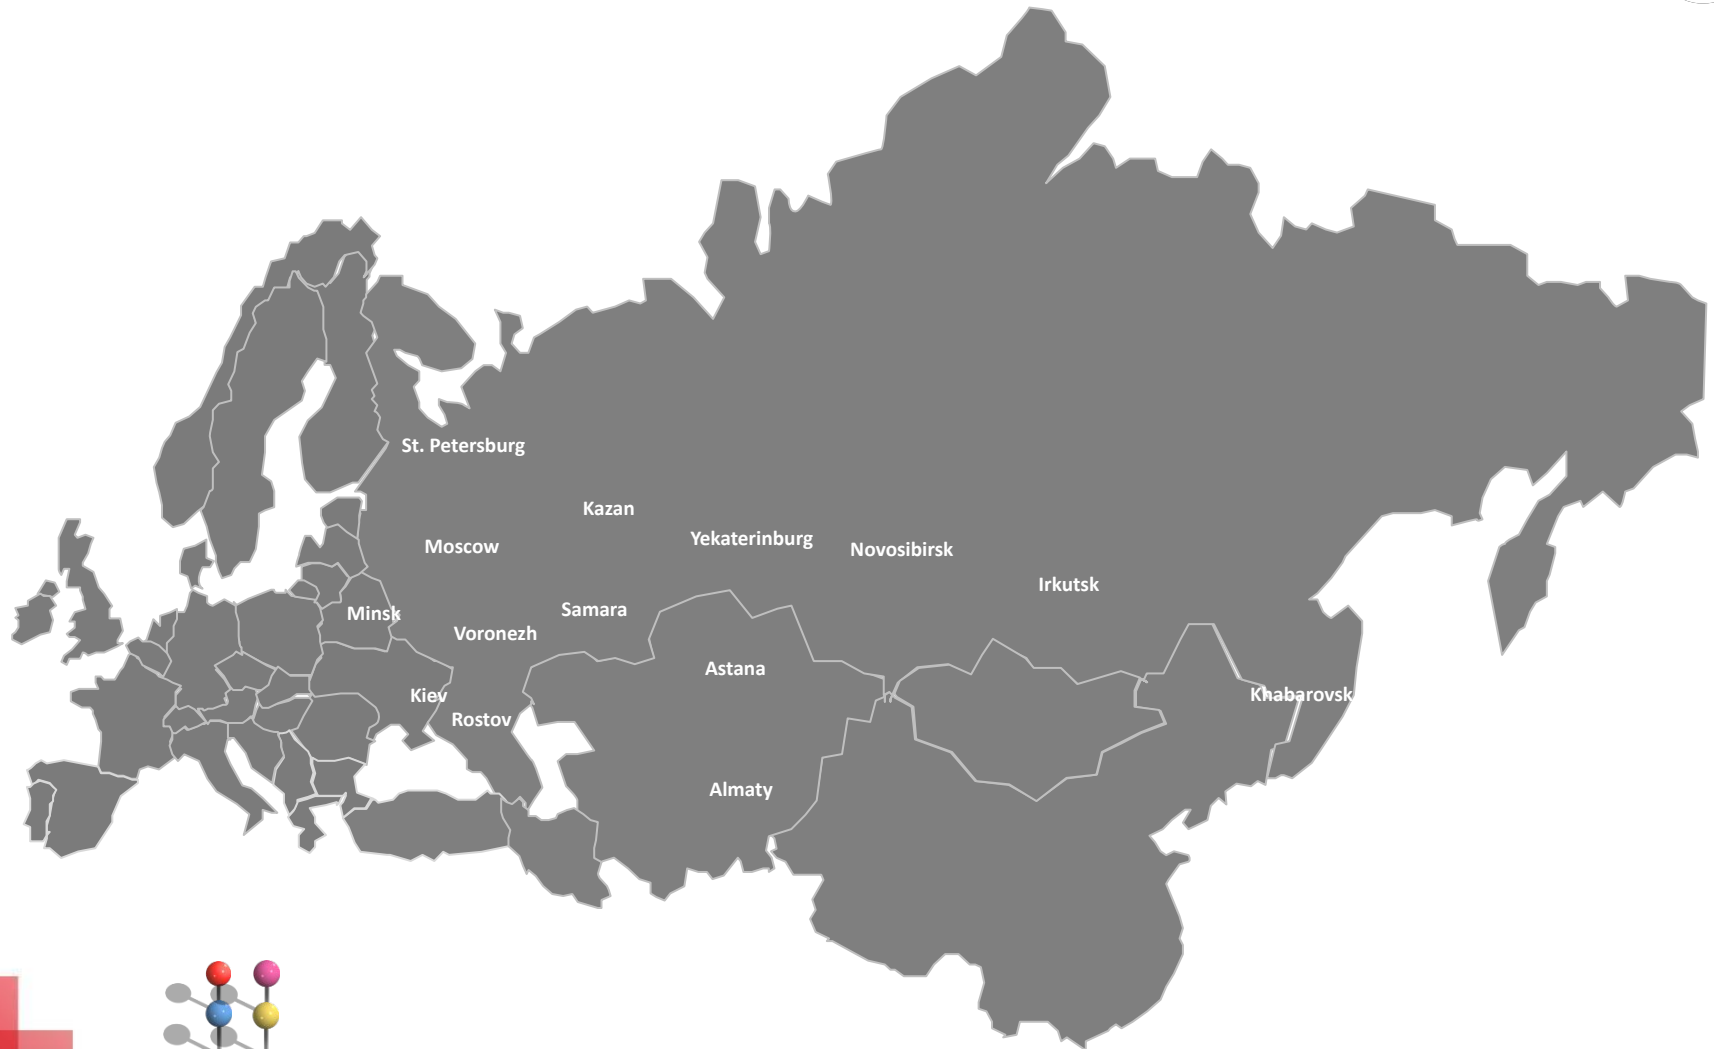 St. Petersburg
Kazan
Yekaterinburg
Moscow
Novosibirsk
Irkutsk
Samara
Minsk
Voronezh
Astana
Kiev
Khabarovsk
Rostov
Almaty